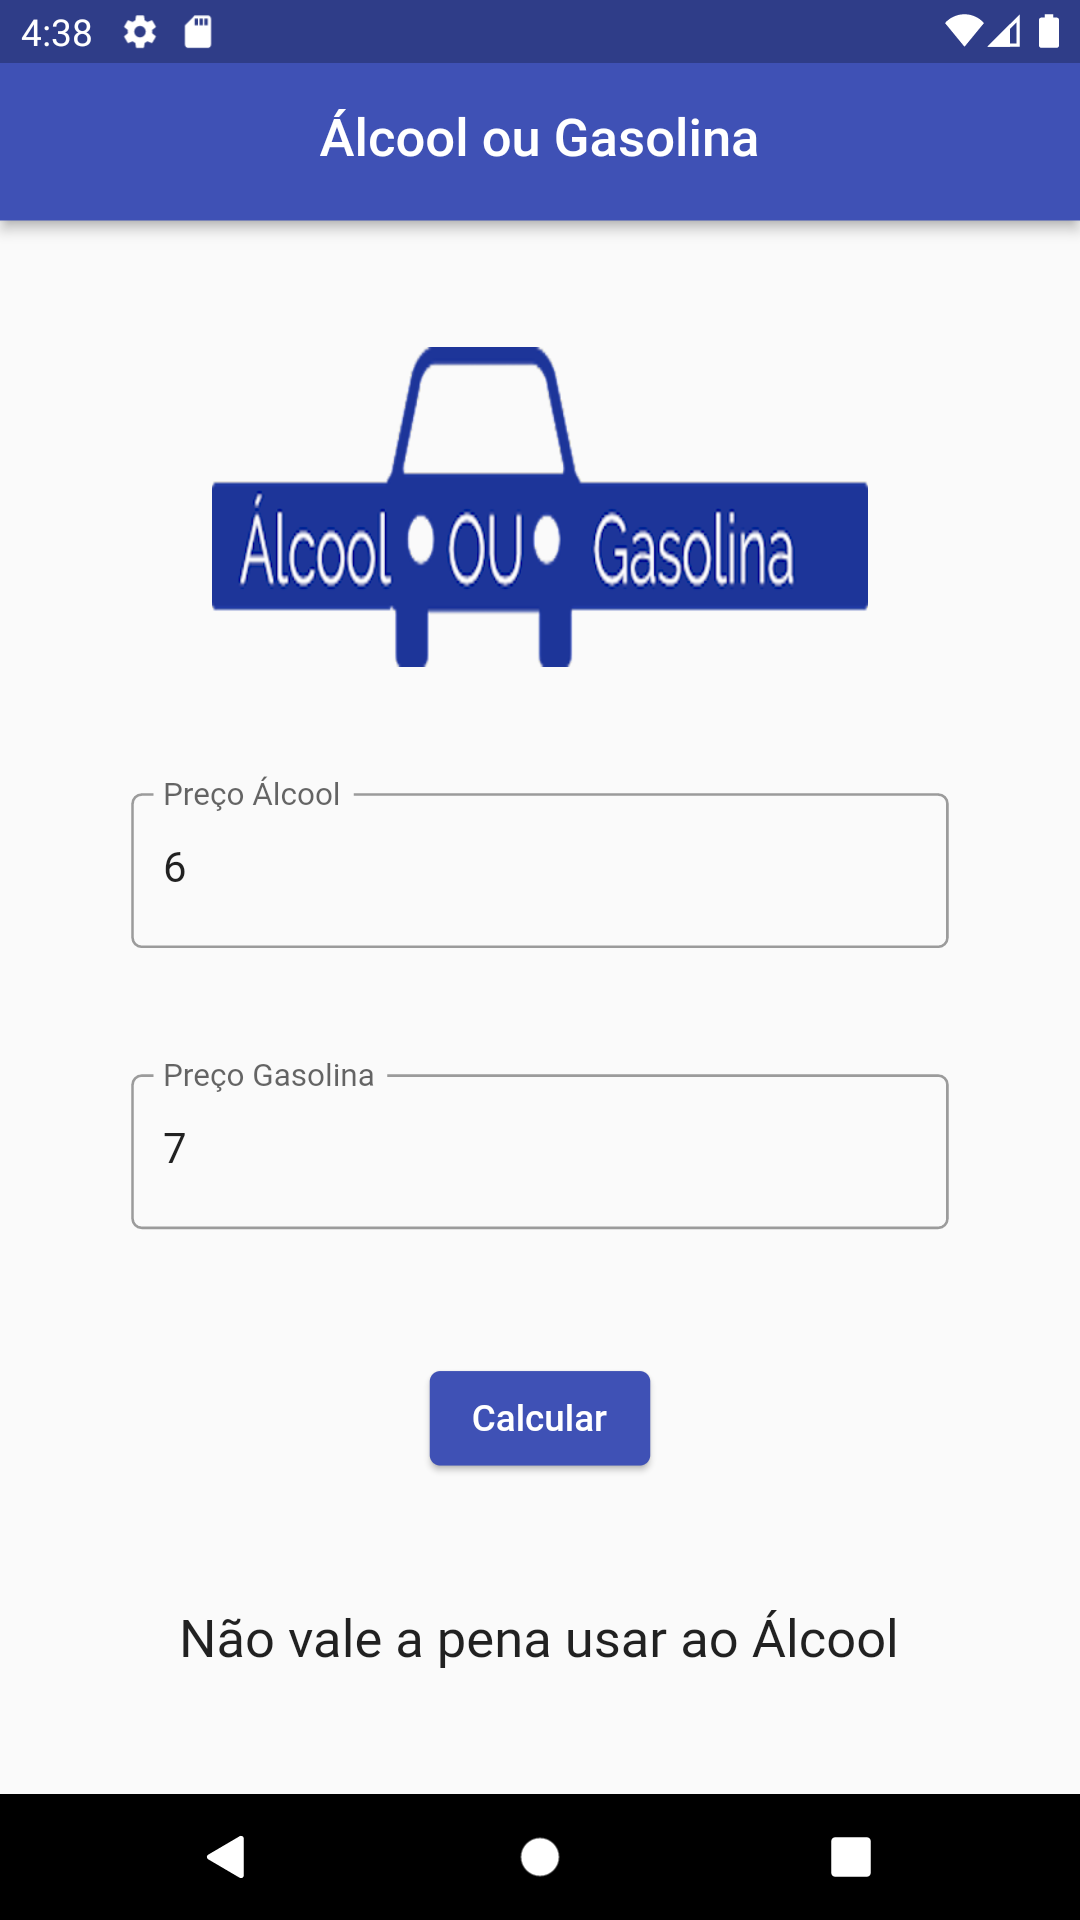 4:38
Álcool ou Gasolina
Álcool OU Gasolina
Preço Álcool
6
Preço Gasolina
7
Calcular
Não vale a pena usar ao Álcool